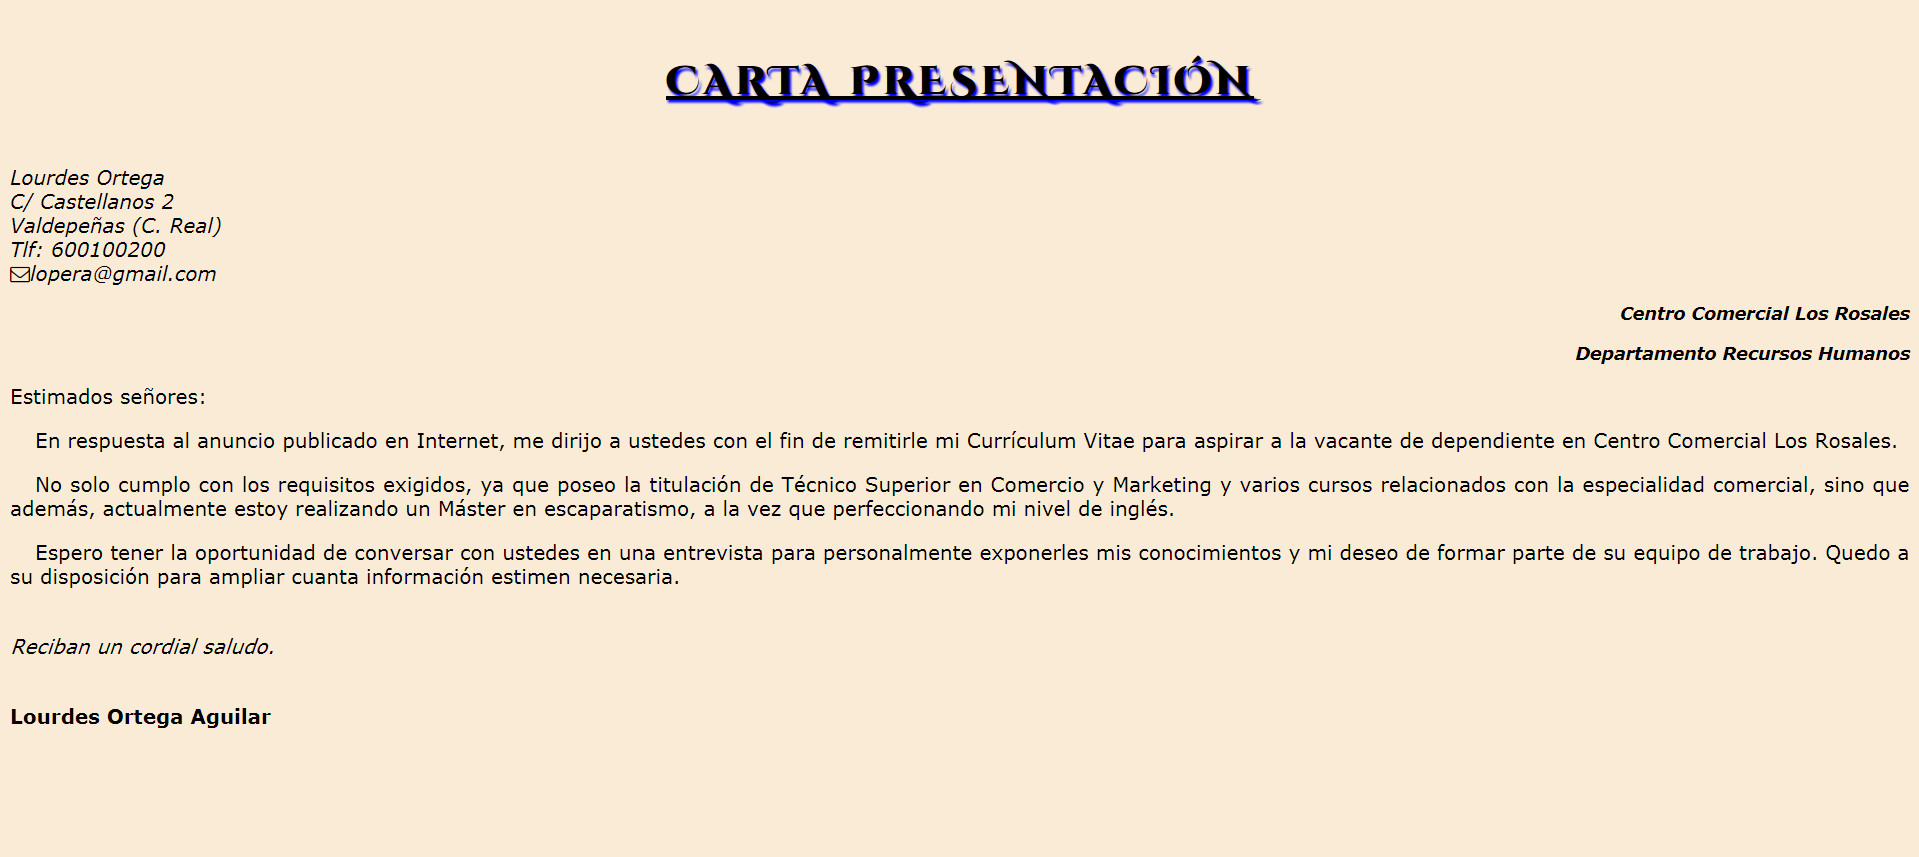 CARTA PRESENTACIÓN
Lourdes Ortega
C/ Castellanos 2
Valdepeñas (C. Real)
Tlf: 600100200
lopera@gmail.com
Centro Comercial Los Rosales
Departamento Recursos Humanos
Estimados señores:
En respuesta al anuncio publicado en Internet, me dirijo a ustedes con el fin de remitirle mi Currículum Vitae para aspirar a la vacante de dependiente en Centro Comercial Los Rosales.
No solo cumplo con los requisitos exigidos, ya que poseo la titulación de Técnico Superior en Comercio y Marketing y varios cursos relacionados con la especialidad comercial, sino que
además, actualmente estoy realizando un Máster en escaparatismo, a la vez que perfeccionando mi nivel de inglés.
Espero tener la oportunidad de conversar con ustedes en una entrevista para personalmente exponerles mis conocimientos y mi deseo de formar parte de su equipo de trabajo. Quedo a
su disposición para ampliar cuanta información estimen necesaria.
Reciban un cordial saludo.
Lourdes Ortega Aguilar